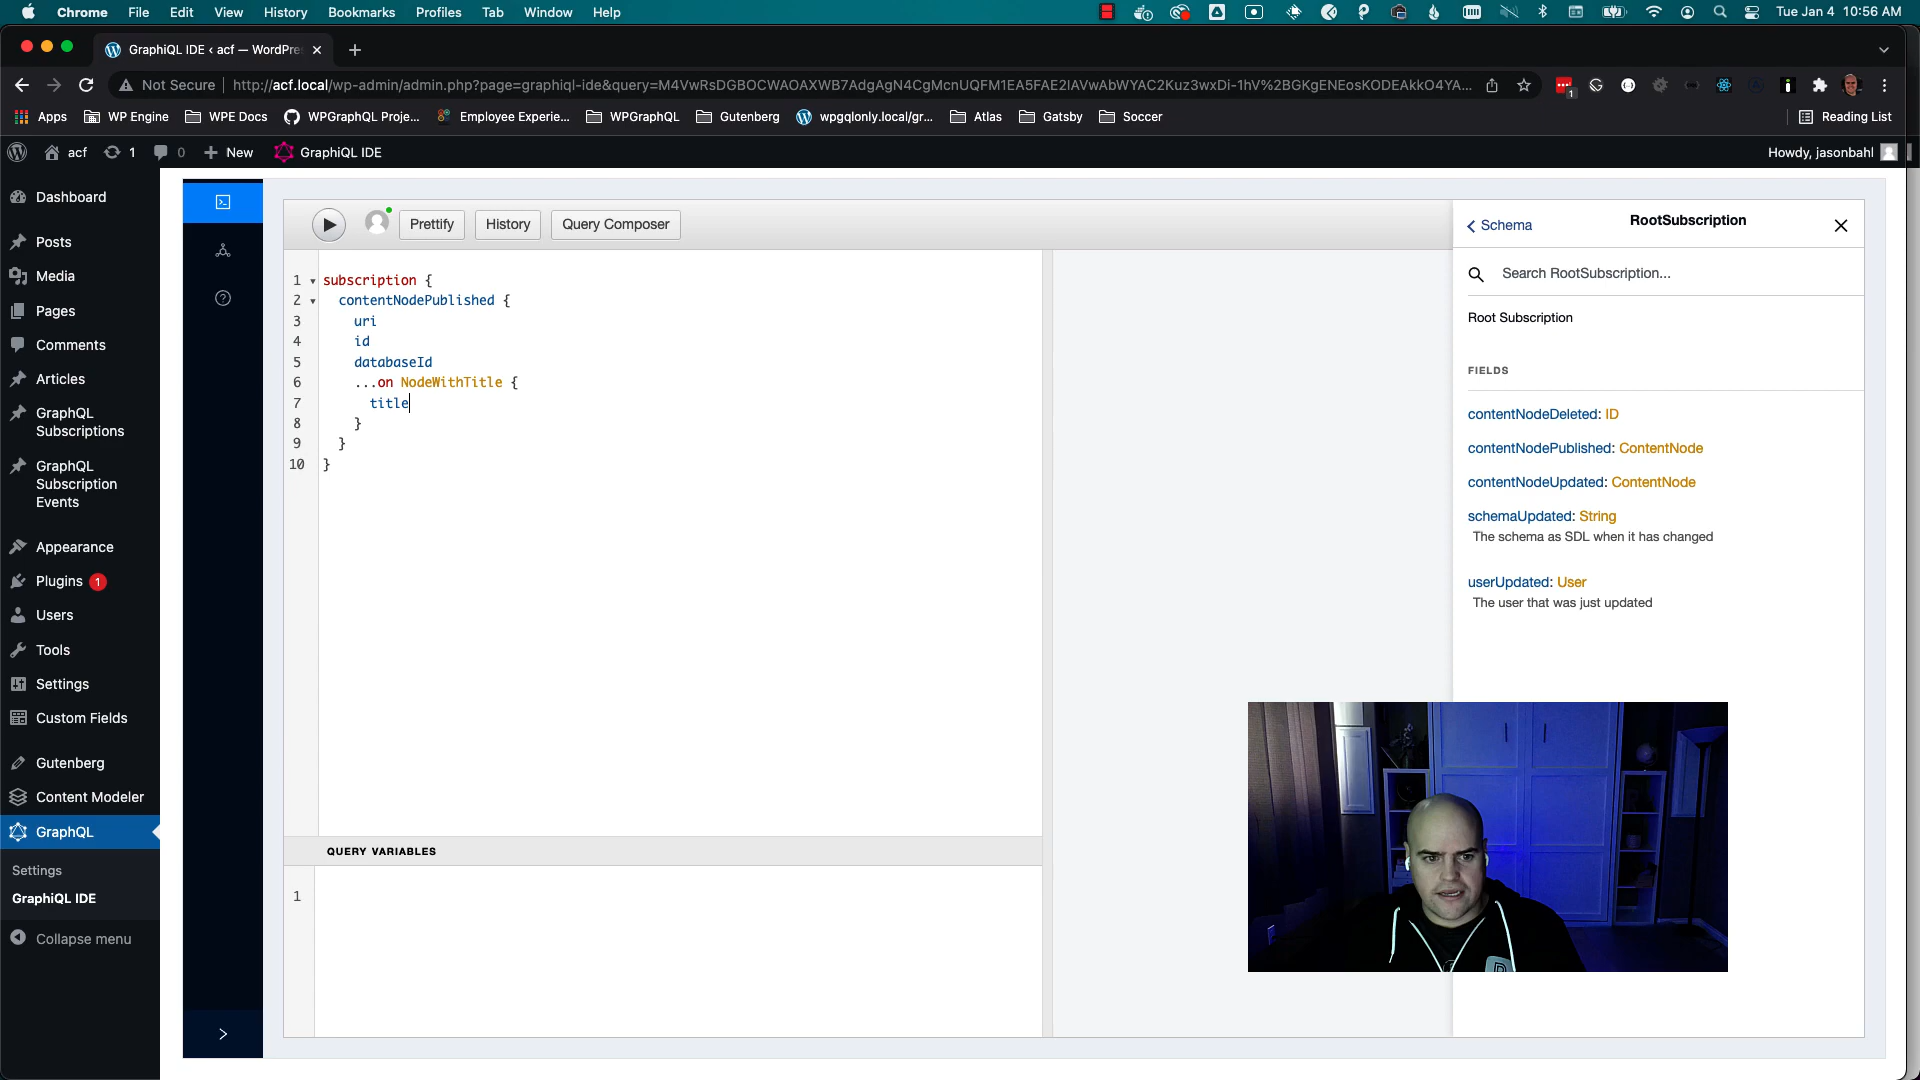 Chrome File Edit View History Bookmarks Profiles Tab Window Help Tue Jan 4 10:56 AM
GraphiQL IDE ‹ acf — WordPre
Not Secure http://acf.local/wp-admin/admin.php?page=graphiql-ide&query=M4VwRsDGBOCWAOAXWB7AdgAgN4CgMcnUQFM1EA5FAE2IAVwAbWYAC2Kuz3wxDi-1hV%2BGKgENEosKODEAkkO4YA...
Apps WP Engine WPE Docs WPGraphQL Proje... Employee Experie... WPGraphQL Gutenberg wpgqlonly.local/gr... Atlas Gatsby Soccer Reading List
acf 1 0 New GraphiQL IDE Howdy, jasonbahl
Dashboard
Posts
Media
Pages
Comments
Articles
GraphQL
Subscriptions
GraphQL
Subscription
Events
Appearance
Plugins 1
Users
Tools
Settings
Custom Fields
Gutenberg
Content Modeler
GraphQL
Settings
GraphiQL IDE
Collapse menu
Prettify History Query Composer
1 subscription {
2 contentNodePublished {
3 uri
4 id
5 databaseId
6 ...on NodeWithTitle {
7 title
8 }
9 }
10 }
QUERY VARIABLES
1
Schema RootSubscription
Search RootSubscription...
Root Subscription
FIELDS
contentNodeDeleted: ID
contentNodePublished: ContentNode
contentNodeUpdated: ContentNode
schemaUpdated: String
The schema as SDL when it has changed
userUpdated: User
The user that was just updated